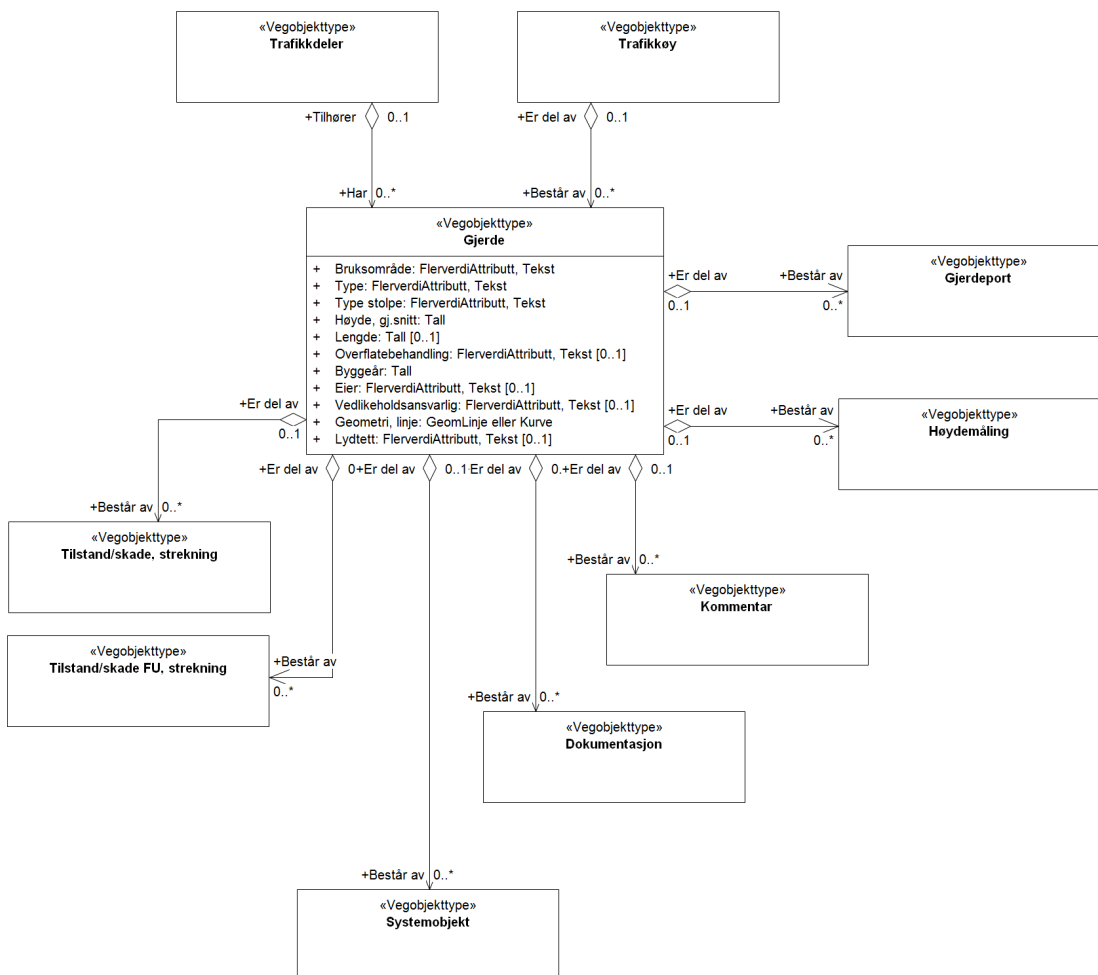 «Vegobjekttype»
Trafikkdeler
«Vegobjekttype»
Trafikkøy
+Tilhører 0..1
+Er del av 0..1
+Har 0..*
+Består av 0..*
«Vegobjekttype»
Gjerde
+ Bruksområde: FlerverdiAttributt, Tekst
+ Type: FlerverdiAttributt, Tekst
+ Type stolpe: FlerverdiAttributt, Tekst
+ Høyde, gj.snitt: Tall
+ Lengde: Tall [0..1]
+ Overflatebehandling: FlerverdiAttributt, Tekst [0..1]
+ Byggeår: Tall
+ Eier: FlerverdiAttributt, Tekst [0..1]
+ Vedlikeholdsansvarlig: FlerverdiAttributt, Tekst [0..1]
+ Geometri, linje: GeomLinje eller Kurve
+ Lydtett: FlerverdiAttributt, Tekst [0..1]
+Er del av
0..1
+Består av
0..*
«Vegobjekttype»
Gjerdeport
+Er del av
0..1
+Består av
0..*
«Vegobjekttype»
Høydemåling
+Er del av
0..1
+Består av 0..*
«Vegobjekttype»
Tilstand/skade, strekning
+Er del av 0..
+Er del av 0..1
Er del av 0..
+Er del av 0..1
+Består av 0..*
«Vegobjekttype»
Kommentar
+Består av
0..*
«Vegobjekttype»
Tilstand/skade FU, strekning
+Består av 0..*
«Vegobjekttype»
Dokumentasjon
+Består av 0..*
«Vegobjekttype»
Systemobjekt